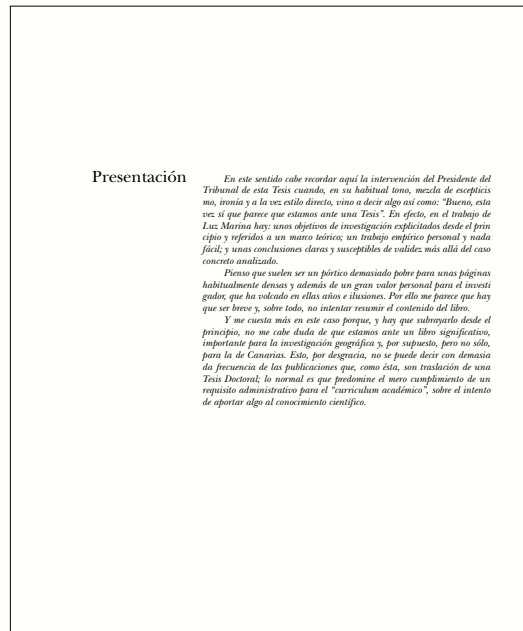 Presentación
En este sentido cabe recordar aquí la intervención del Presidente del
Tribunal de esta Tesis cuando, en su habitual tono, mezcla de escepticis
mo, ironía y a la vez estilo directo, vino a decir algo así como: “Bueno, esta
vez sí que parece que estamos ante una Tesis”. En efecto, en el trabajo de
Luz Marina hay: unos objetivos de investigación explicitados desde el prin
cipio y referidos a un marco teórico; un trabajo empírico personal y nada
fácil; y unas conclusiones claras y susceptibles de validez más allá del caso
concreto analizado.
Pienso que suelen ser un pórtico demasiado pobre para unas páginas
habitualmente densas y además de un gran valor personal para el investi
gador, que ha volcado en ellas años e ilusiones. Por ello me parece que hay
que ser breve y, sobre todo, no intentar resumir el contenido del libro.
Y me cuesta más en este caso porque, y hay que subrayarlo desde el
principio, no me cabe duda de que estamos ante un libro significativo,
importante para la investigación geográfica y, por supuesto, pero no sólo,
para la de Canarias. Esto, por desgracia, no se puede decir con demasia
da frecuencia de las publicaciones que, como ésta, son traslación de una
Tesis Doctoral; lo normal es que predomine el mero cumplimiento de un
requisito administrativo para el “curriculum académico”, sobre el intento
de aportar algo al conocimiento científico.